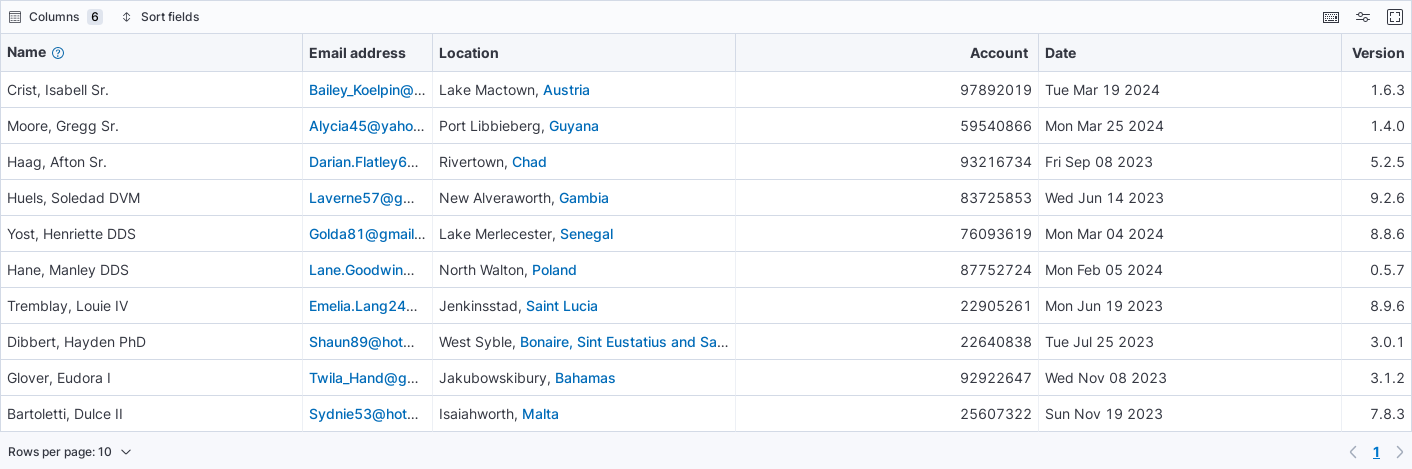 Columns 6 Sort fields
Name Email address Location Account Date Version
Crist, Isabell Sr. Bailey_Koelpin@... Lake Mactown, Austria 97892019 Tue Mar 19 2024 1.6.3
Moore, Gregg Sr. Alycia45@yaho... Port Libbieberg, Guyana 59540866 Mon Mar 25 2024 1.4.0
Haag, Afton Sr. Darian.Flatley6... Rivertown, Chad 93216734 Fri Sep 08 2023 5.2.5
Huels, Soledad DVM Laverne57@g... New Alveraworth, Gambia 83725853 Wed Jun 14 2023 9.2.6
Yost, Henriette DDS Golda81@gmail... Lake Merlecester, Senegal 76093619 Mon Mar 04 2024 8.8.6
Hane, Manley DDS Lane.Goodwin... North Walton, Poland 87752724 Mon Feb 05 2024 0.5.7
Tremblay, Louie IV Emelia.Lang24... Jenkinsstad, Saint Lucia 22905261 Mon Jun 19 2023 8.9.6
Dibbert, Hayden PhD Shaun89@hot... West Syble, Bonaire, Sint Eustatius and Sa... 22640838 Tue Jul 25 2023 3.0.1
Glover, Eudora I Twila_Hand@g... Jakubowskibury, Bahamas 92922647 Wed Nov 08 2023 3.1.2
Bartoletti, Dulce II Sydnie53@hot... Isaiahworth, Malta 25607322 Sun Nov 19 2023 7.8.3
Rows per page: 10 1